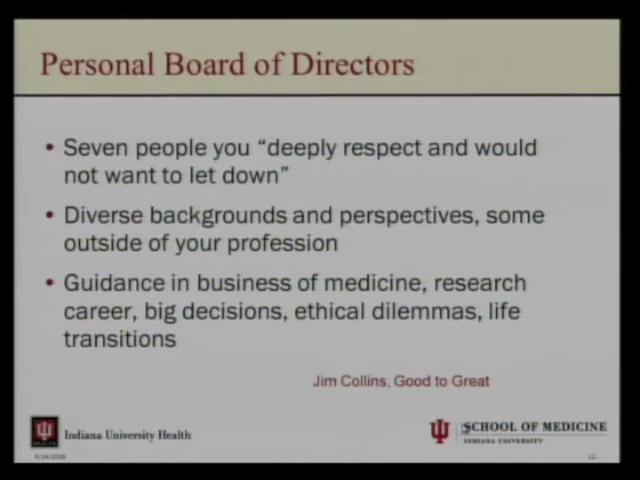 Personal Board of Directors
• Seven people you “deeply respect and would
not want to let down”
• Diverse backgrounds and perspectives, some
outside of your profession
• Guidance in business of medicine, research
career, big decisions, ethical dilemmas, life
transitions
Jim Collins, Good to Great
Indiana University Health
SCHOOL OF MEDICINE
INDIANA UNIVERSITY